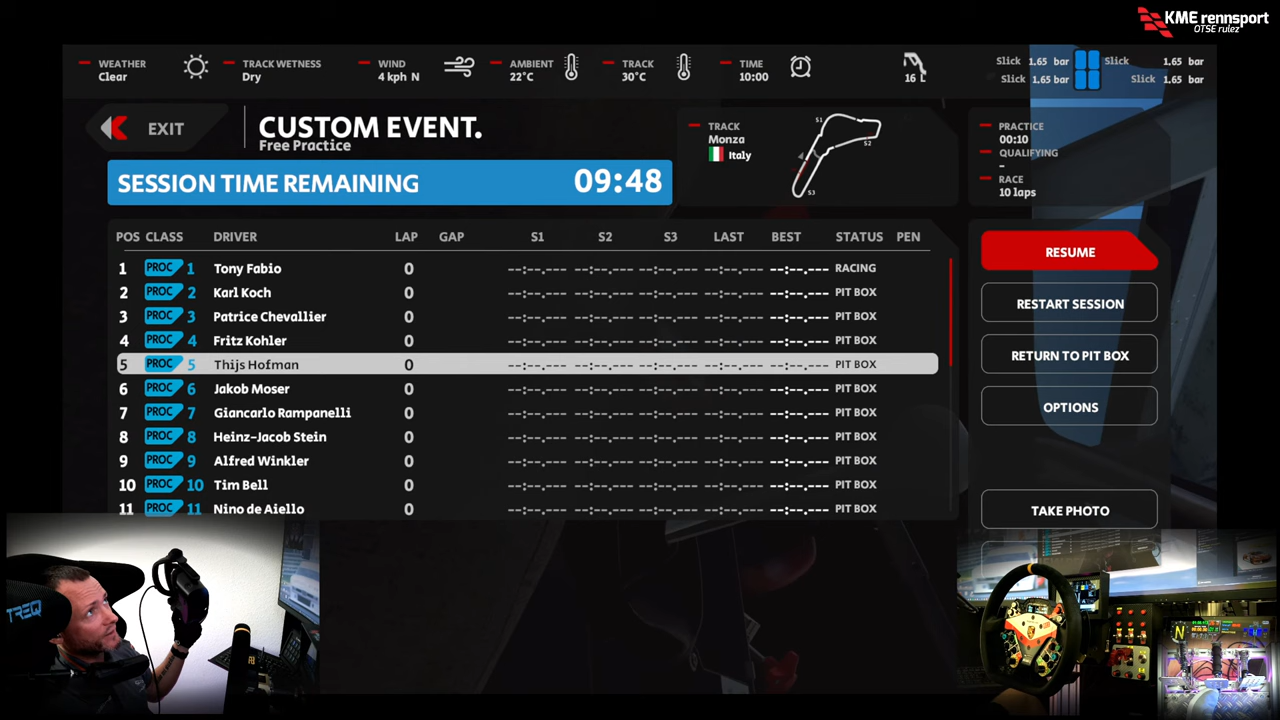 KME rennsport
OTSE rulez
WEATHER
Clear
TRACK WETNESS
Dry
WIND
4 kph N
AMBIENT
22°C
TRACK
30°C
TIME
10:00
16 L
Slick 1.65 bar Slick 1.65 bar
Slick 1.65 bar Slick 1.65 bar
EXIT
CUSTOM EVENT.
Free Practice
TRACK
Monza
Italy
S1
S2
S3
PRACTICE
00:10
QUALIFYING
-
RACE
10 laps
SESSION TIME REMAINING 09:48
POS CLASS DRIVER LAP GAP S1 S2 S3 LAST BEST STATUS PEN
1 PROC 1 Tony Fabio 0 --:--.--- --:--.--- --:--.--- --:--.--- --:--.--- RACING
2 PROC 2 Karl Koch 0 --:--.--- --:--.--- --:--.--- --:--.--- --:--.--- PIT BOX
3 PROC 3 Patrice Chevallier 0 --:--.--- --:--.--- --:--.--- --:--.--- --:--.--- PIT BOX
4 PROC 4 Fritz Kohler 0 --:--.--- --:--.--- --:--.--- --:--.--- --:--.--- PIT BOX
5 PROC 5 Thijs Hofman 0 --:--.--- --:--.--- --:--.--- --:--.--- --:--.--- PIT BOX
6 PROC 6 Jakob Moser 0 --:--.--- --:--.--- --:--.--- --:--.--- --:--.--- PIT BOX
7 PROC 7 Giancarlo Rampanelli 0 --:--.--- --:--.--- --:--.--- --:--.--- --:--.--- PIT BOX
8 PROC 8 Heinz-Jacob Stein 0 --:--.--- --:--.--- --:--.--- --:--.--- --:--.--- PIT BOX
9 PROC 9 Alfred Winkler 0 --:--.--- --:--.--- --:--.--- --:--.--- --:--.--- PIT BOX
10 PROC 10 Tim Bell 0 --:--.--- --:--.--- --:--.--- --:--.--- --:--.--- PIT BOX
11 PROC 11 Nino de Aiello 0 --:--.--- --:--.--- --:--.--- --:--.--- --:--.--- PIT BOX
RESUME
RESTART SESSION
RETURN TO PIT BOX
OPTIONS
TAKE PHOTO
TREQ
N